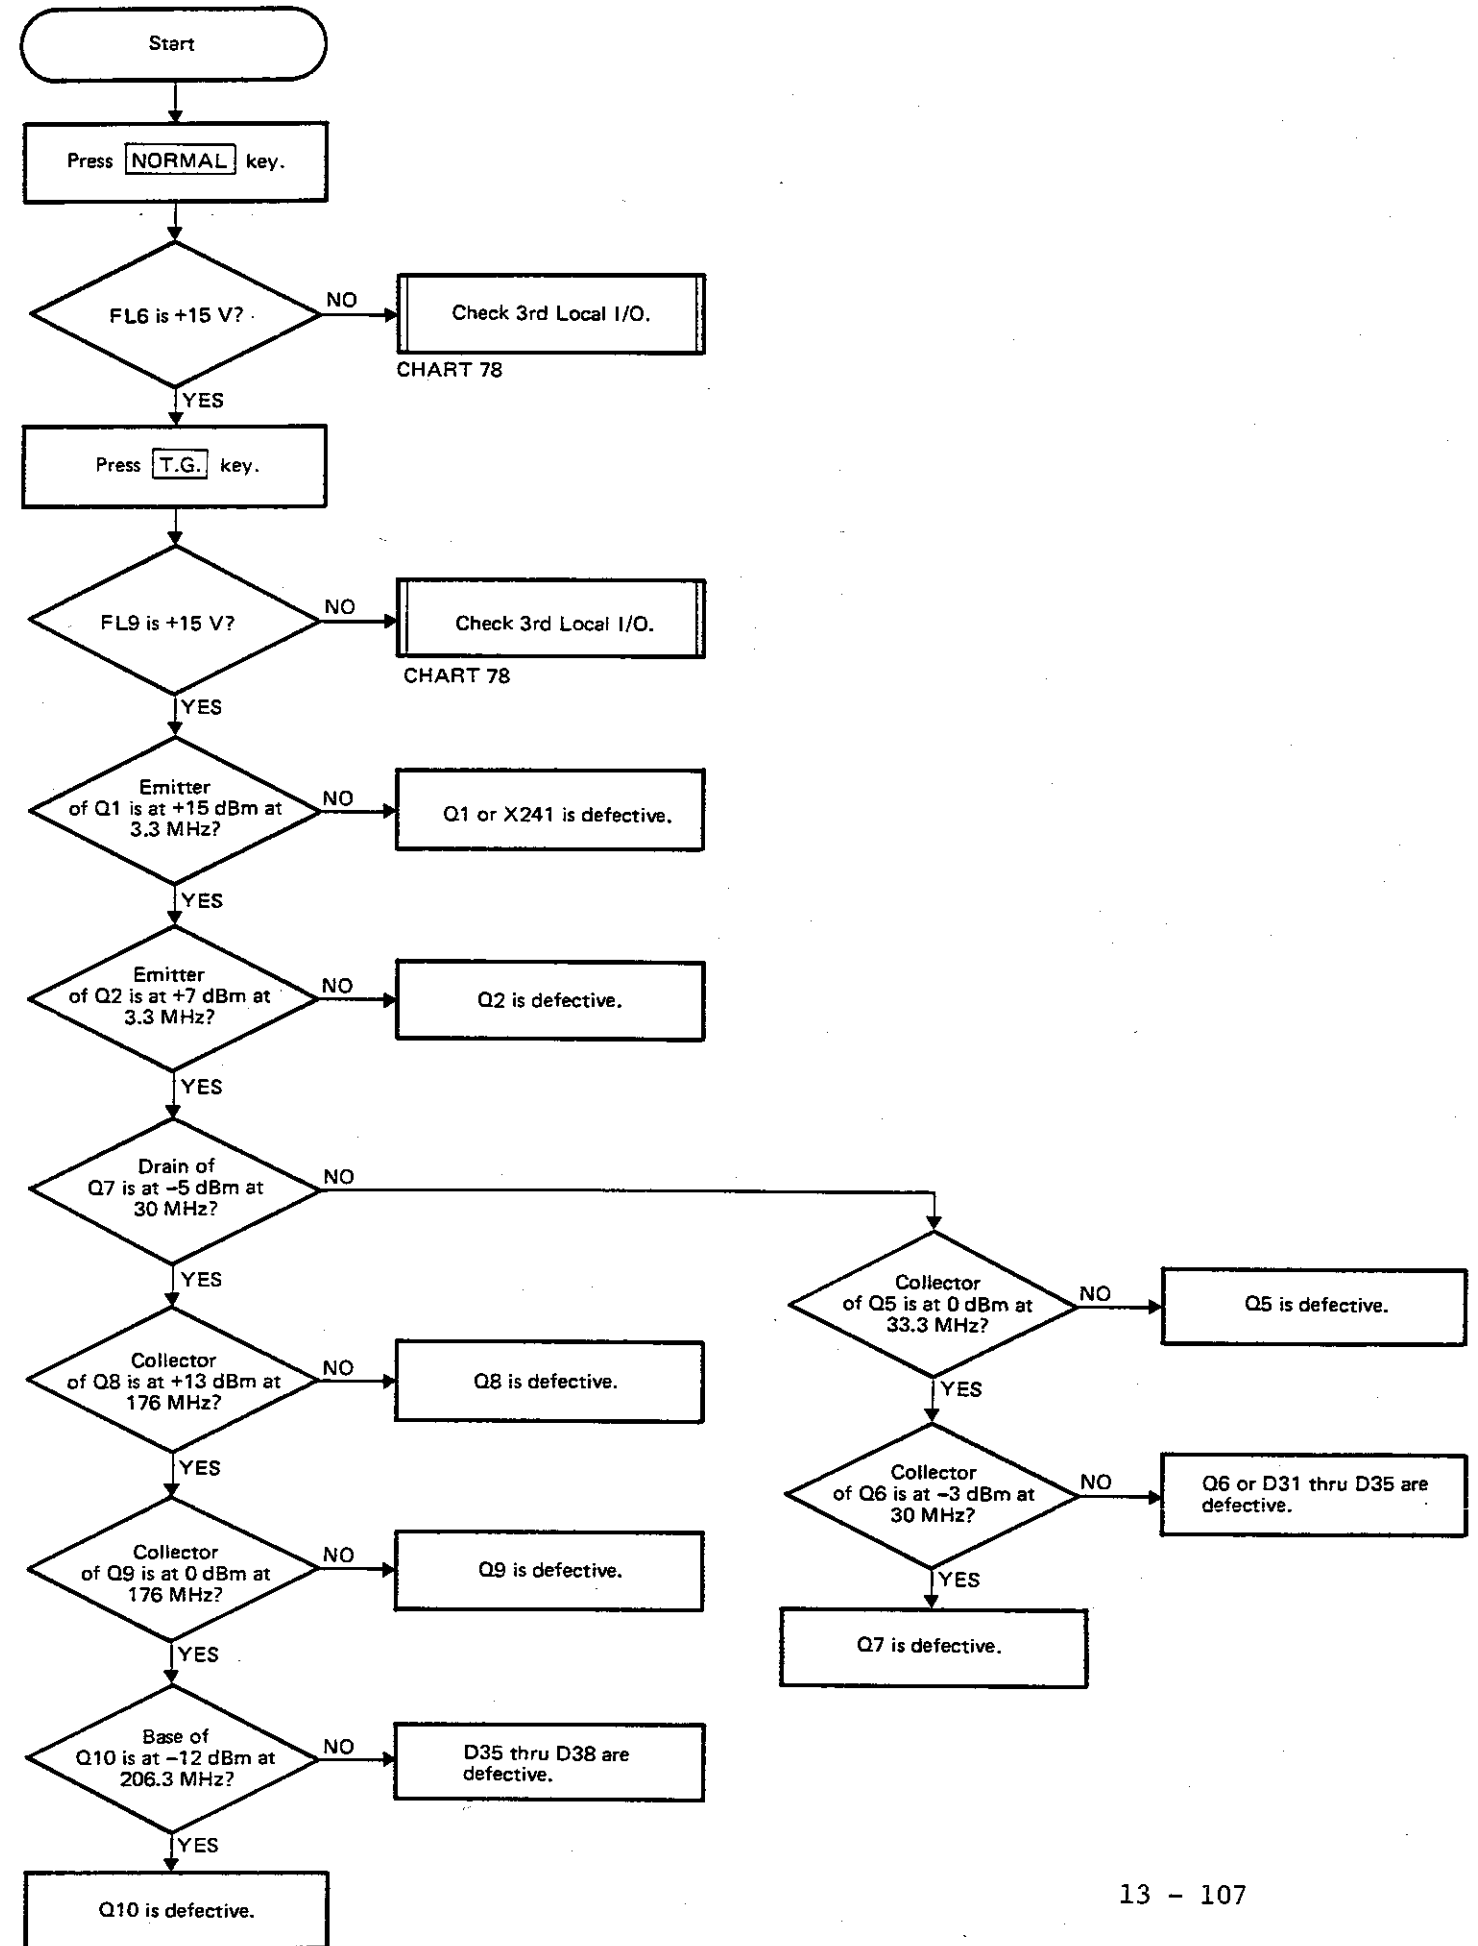 Start
Press NORMAL key.
FL6 is +15 V?
NO
Check 3rd Local I/O.
CHART 78
YES
Press T.G. key.
FL9 is +15 V?
NO
Check 3rd Local I/O.
CHART 78
YES
Emitter
of Q1 is at +15 dBm at
3.3 MHz?
NO
Q1 or X241 is defective.
YES
Emitter
of Q2 is at +7 dBm at
3.3 MHz?
NO
Q2 is defective.
YES
Drain of
Q7 is at –5 dBm at
30 MHz?
NO
YES
Collector
of Q5 is at 0 dBm at
33.3 MHz?
NO
Q5 is defective.
YES
Collector
of Q8 is at +13 dBm at
176 MHz?
NO
Q8 is defective.
YES
Collector
of Q6 is at –3 dBm at
30 MHz?
NO
Q6 or D31 thru D35 are
defective.
YES
Q7 is defective.
Collector
of Q9 is at 0 dBm at
176 MHz?
NO
Q9 is defective.
YES
Base of
Q10 is at –12 dBm at
206.3 MHz?
NO
D35 thru D38 are
defective.
YES
Q10 is defective.
13 – 107